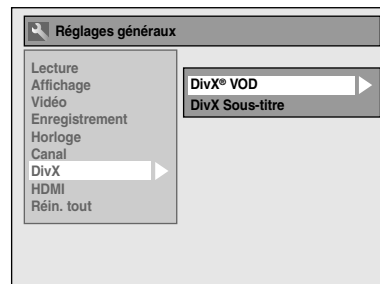 Réglages généraux
Lecture
Affichage
Vidéo
Enregistrement
Horloge
Canal
DivX
HDMI
Réin. tout
DivX® VOD
DivX Sous-titre